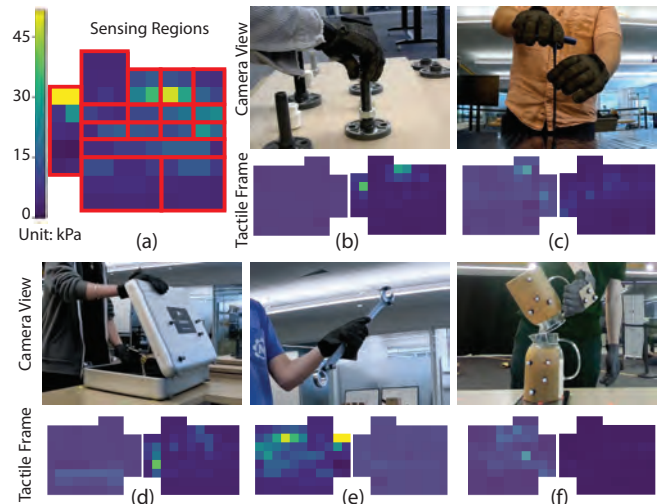 Sensing Regions
45
30
15
0
Unit: kPa
(a)
Camera View
Tactile Frame
(b)
(c)
Camera View
Tactile Frame
(d)
(e)
(f)